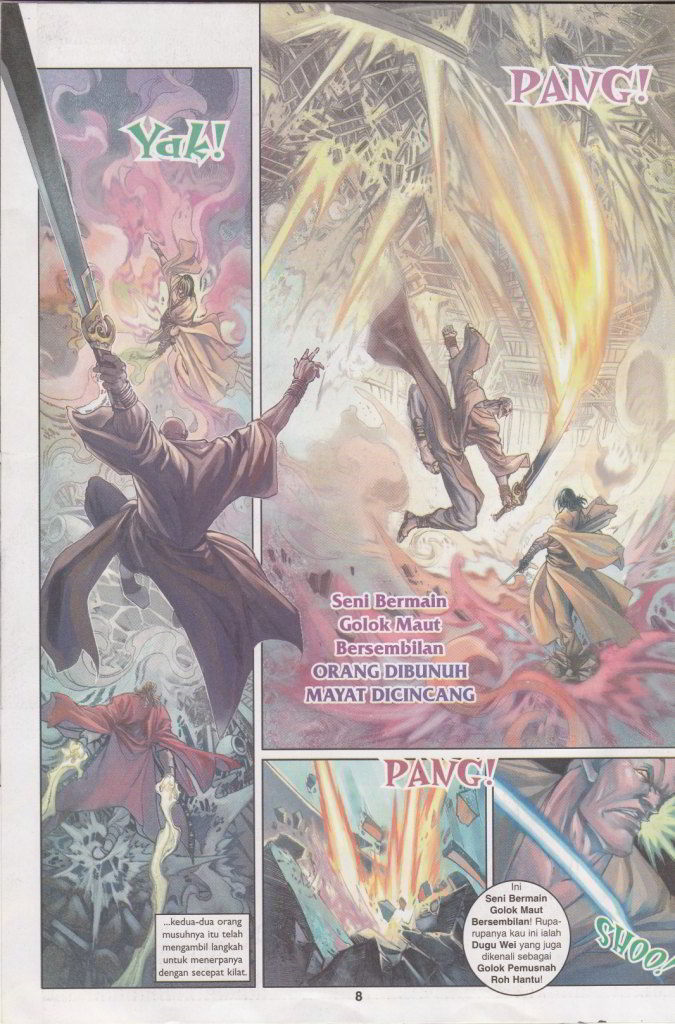 Yak!
PANG!
Seni Bermain
Golok Maut
Bersembilan
ORANG DIBUNUH
MAYAT DICINCANG
...kedua-dua orang
musuhnya itu telah
mengambil langkah
untuk menerpanya
dengan secepat kilat.
PANG!
Ini
Seni Bermain
Golok Maut
Bersembilan! Rupa-
rupanya kau ini ialah
Dugu Wei yang juga
dikenali sebagai
Golok Pemusnah
Roh Hantu!
SHOO!
8